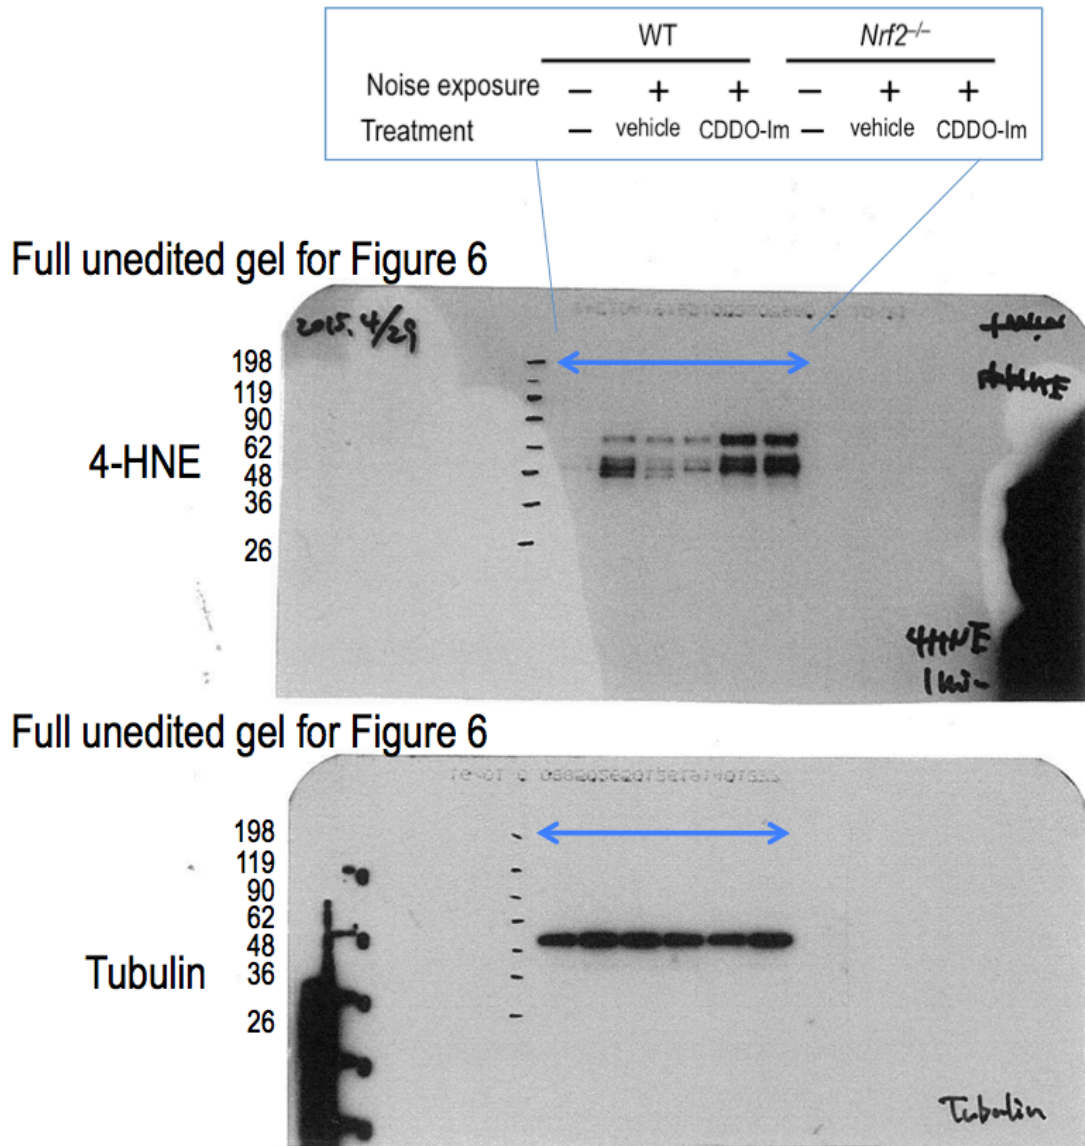 WT Nrf2–/–
Noise exposure – + + – + +
Treatment – vehicle CDDO-Im – vehicle CDDO-Im
Full unedited gel for Figure 6
2015. 4/29
198
119
90
62
48
36
26
4-HNE
4HNE
Full unedited gel for Figure 6
198
119
90
62
48
36
26
Tubulin
Tubulin